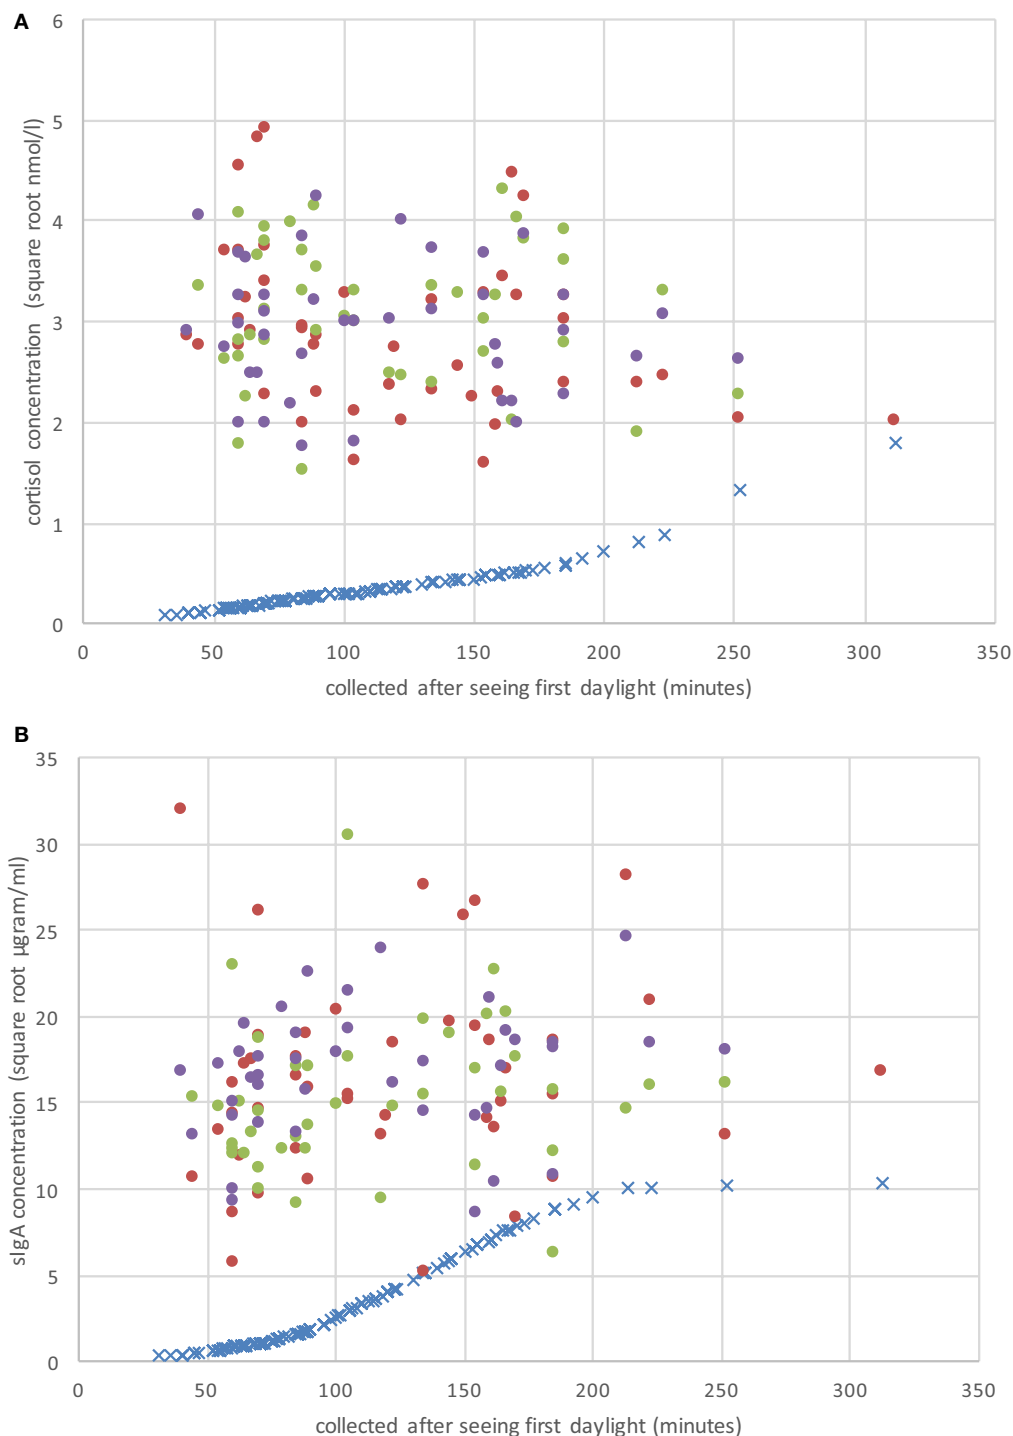 A
6
5
4
3
2
1
0
cortisol concentration (square root nmol/l)
0 50 100 150 200 250 300 350
collected after seeing first daylight (minutes)
B
35
30
25
20
15
10
5
0
sIgA concentration (square root µgram/ml)
0 50 100 150 200 250 300 350
collected after seeing first daylight (minutes)